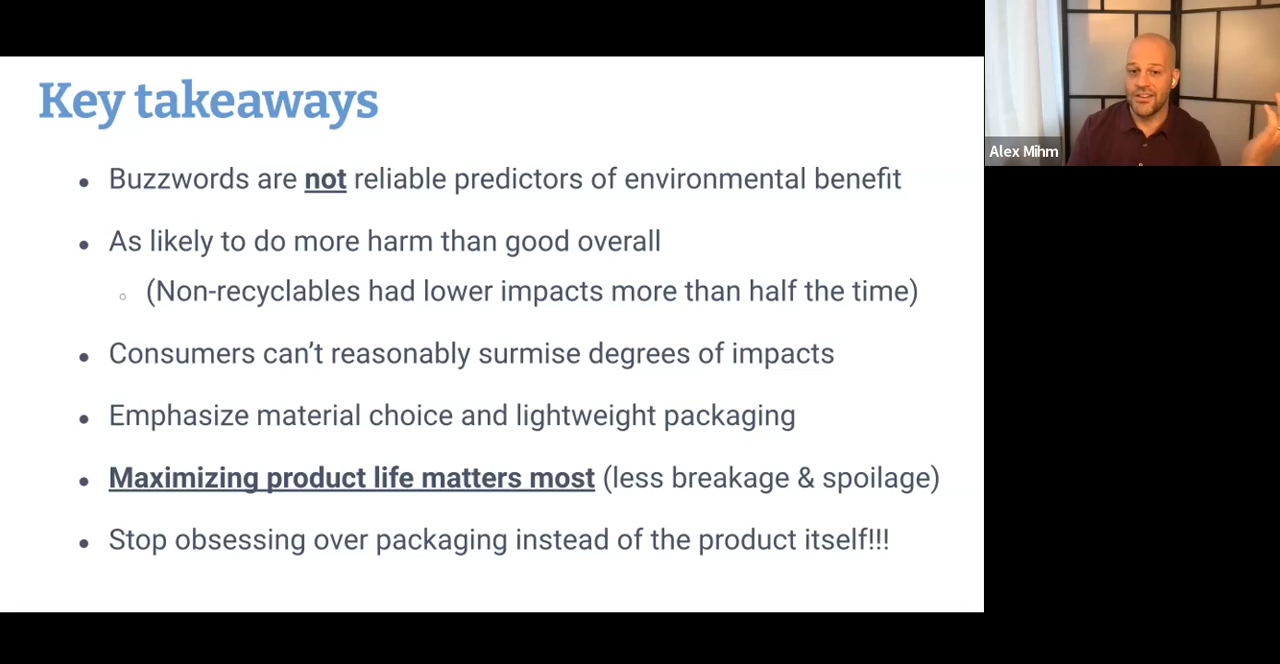 Key takeaways
Buzzwords are not reliable predictors of environmental benefit
As likely to do more harm than good overall
(Non-recyclables had lower impacts more than half the time)
Consumers can’t reasonably surmise degrees of impacts
Emphasize material choice and lightweight packaging
Maximizing product life matters most (less breakage & spoilage)
Stop obsessing over packaging instead of the product itself!!!
Alex Mihm